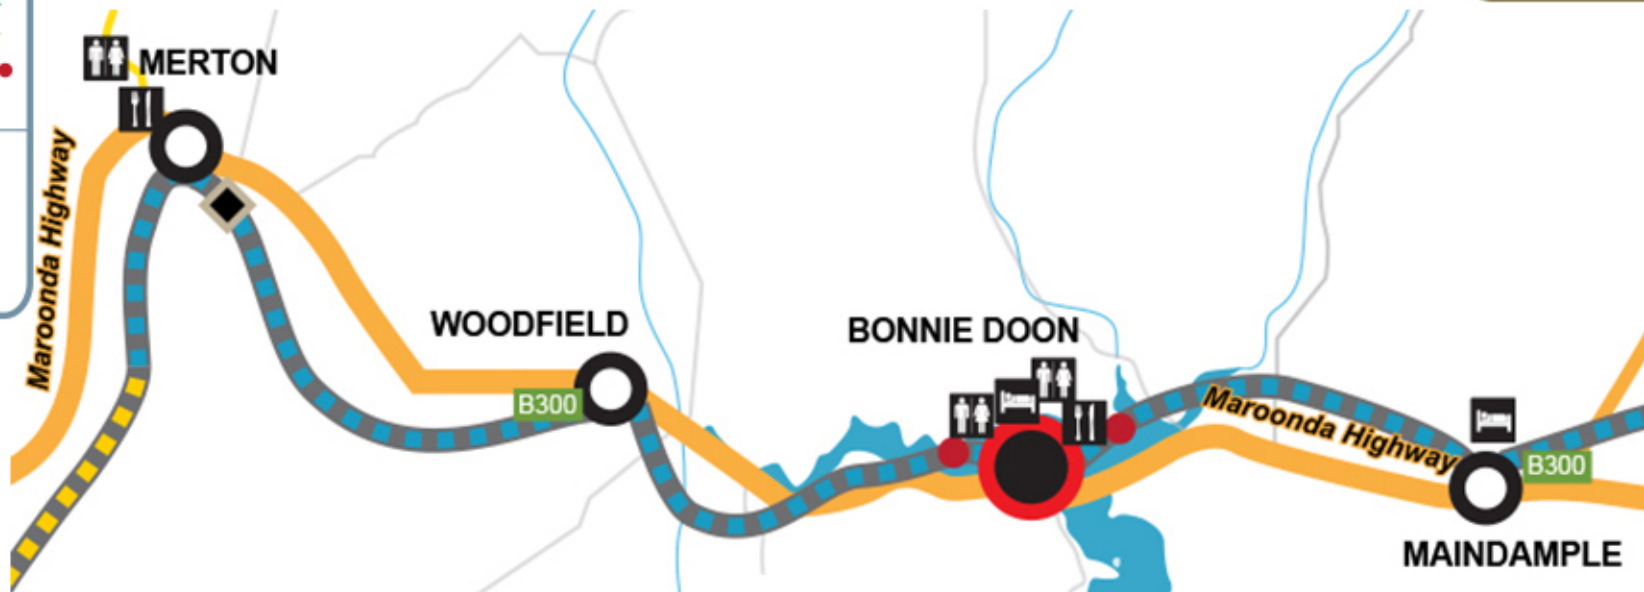 MERTON
Maroonda Highway
WOODFIELD
B300
BONNIE DOON
Maroonda Highway
B300
MAINDAMPLE